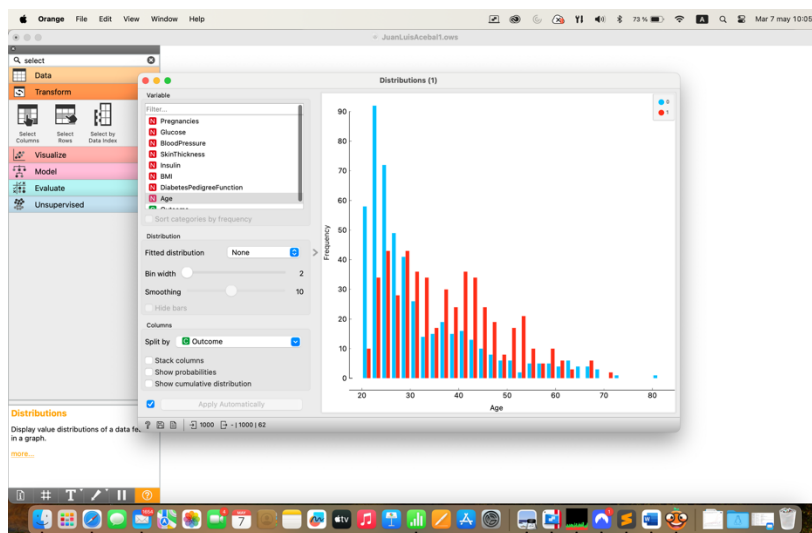 Orange File Edit View Window Help
73 % A Mar 7 may 10:05
JuanLuisAcebal1.ows
select
Data
Transform
Select Columns
Select Rows
Select by Data Index
Visualize
Model
Evaluate
Unsupervised
Distributions
Display value distributions of a data fe
in a graph.
more...
Distributions (1)
Variable
Filter...
N Pregnancies
N Glucose
N BloodPressure
N SkinThickness
N Insulin
N BMI
N DiabetesPedigreeFunction
N Age
C Outcome
Sort categories by frequency
Distribution
Fitted distribution None
Bin width 2
Smoothing 10
Hide bars
Columns
Split by C Outcome
Stack columns
Show probabilities
Show cumulative distribution
Apply Automatically
? 1000 - | 1000 | 62
0
1
Frequency
90
80
70
60
50
40
30
20
10
0
20 30 40 50 60 70 80
Age
# T ?
7
tv